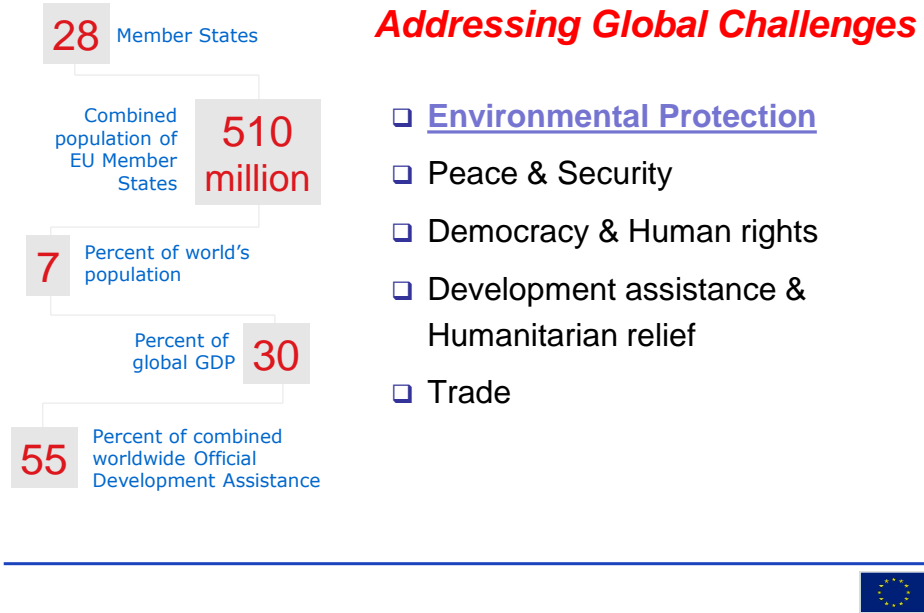 Addressing Global Challenges
28 Member States
Combined
population of
EU Member
States
510
million
7
Percent of world's
population
Percent of
global GDP
30
55
Percent of combined
worldwide Official
Development Assistance
Environmental Protection
Peace & Security
Democracy & Human rights
Development assistance &
Humanitarian relief
Trade